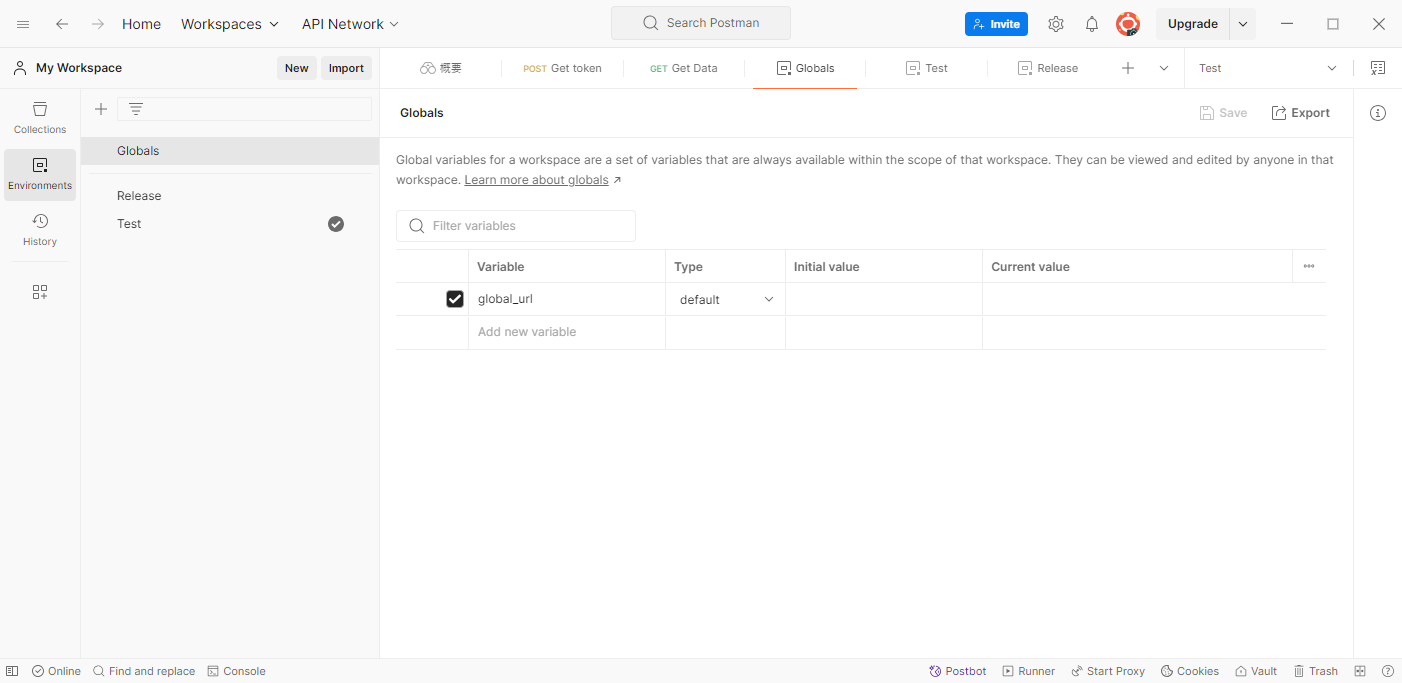 Home Workspaces API Network Search Postman Invite Upgrade
My Workspace New Import 概要 POST Get token GET Get Data Globals Test Release Test
Collections
Environments
History
Globals
Release
Test
Globals Save Export
Global variables for a workspace are a set of variables that are always available within the scope of that workspace. They can be viewed and edited by anyone in that
workspace. Learn more about globals
Filter variables
Variable Type Initial value Current value
global_url default
Add new variable
Online Find and replace Console Postbot Runner Start Proxy Cookies Vault Trash